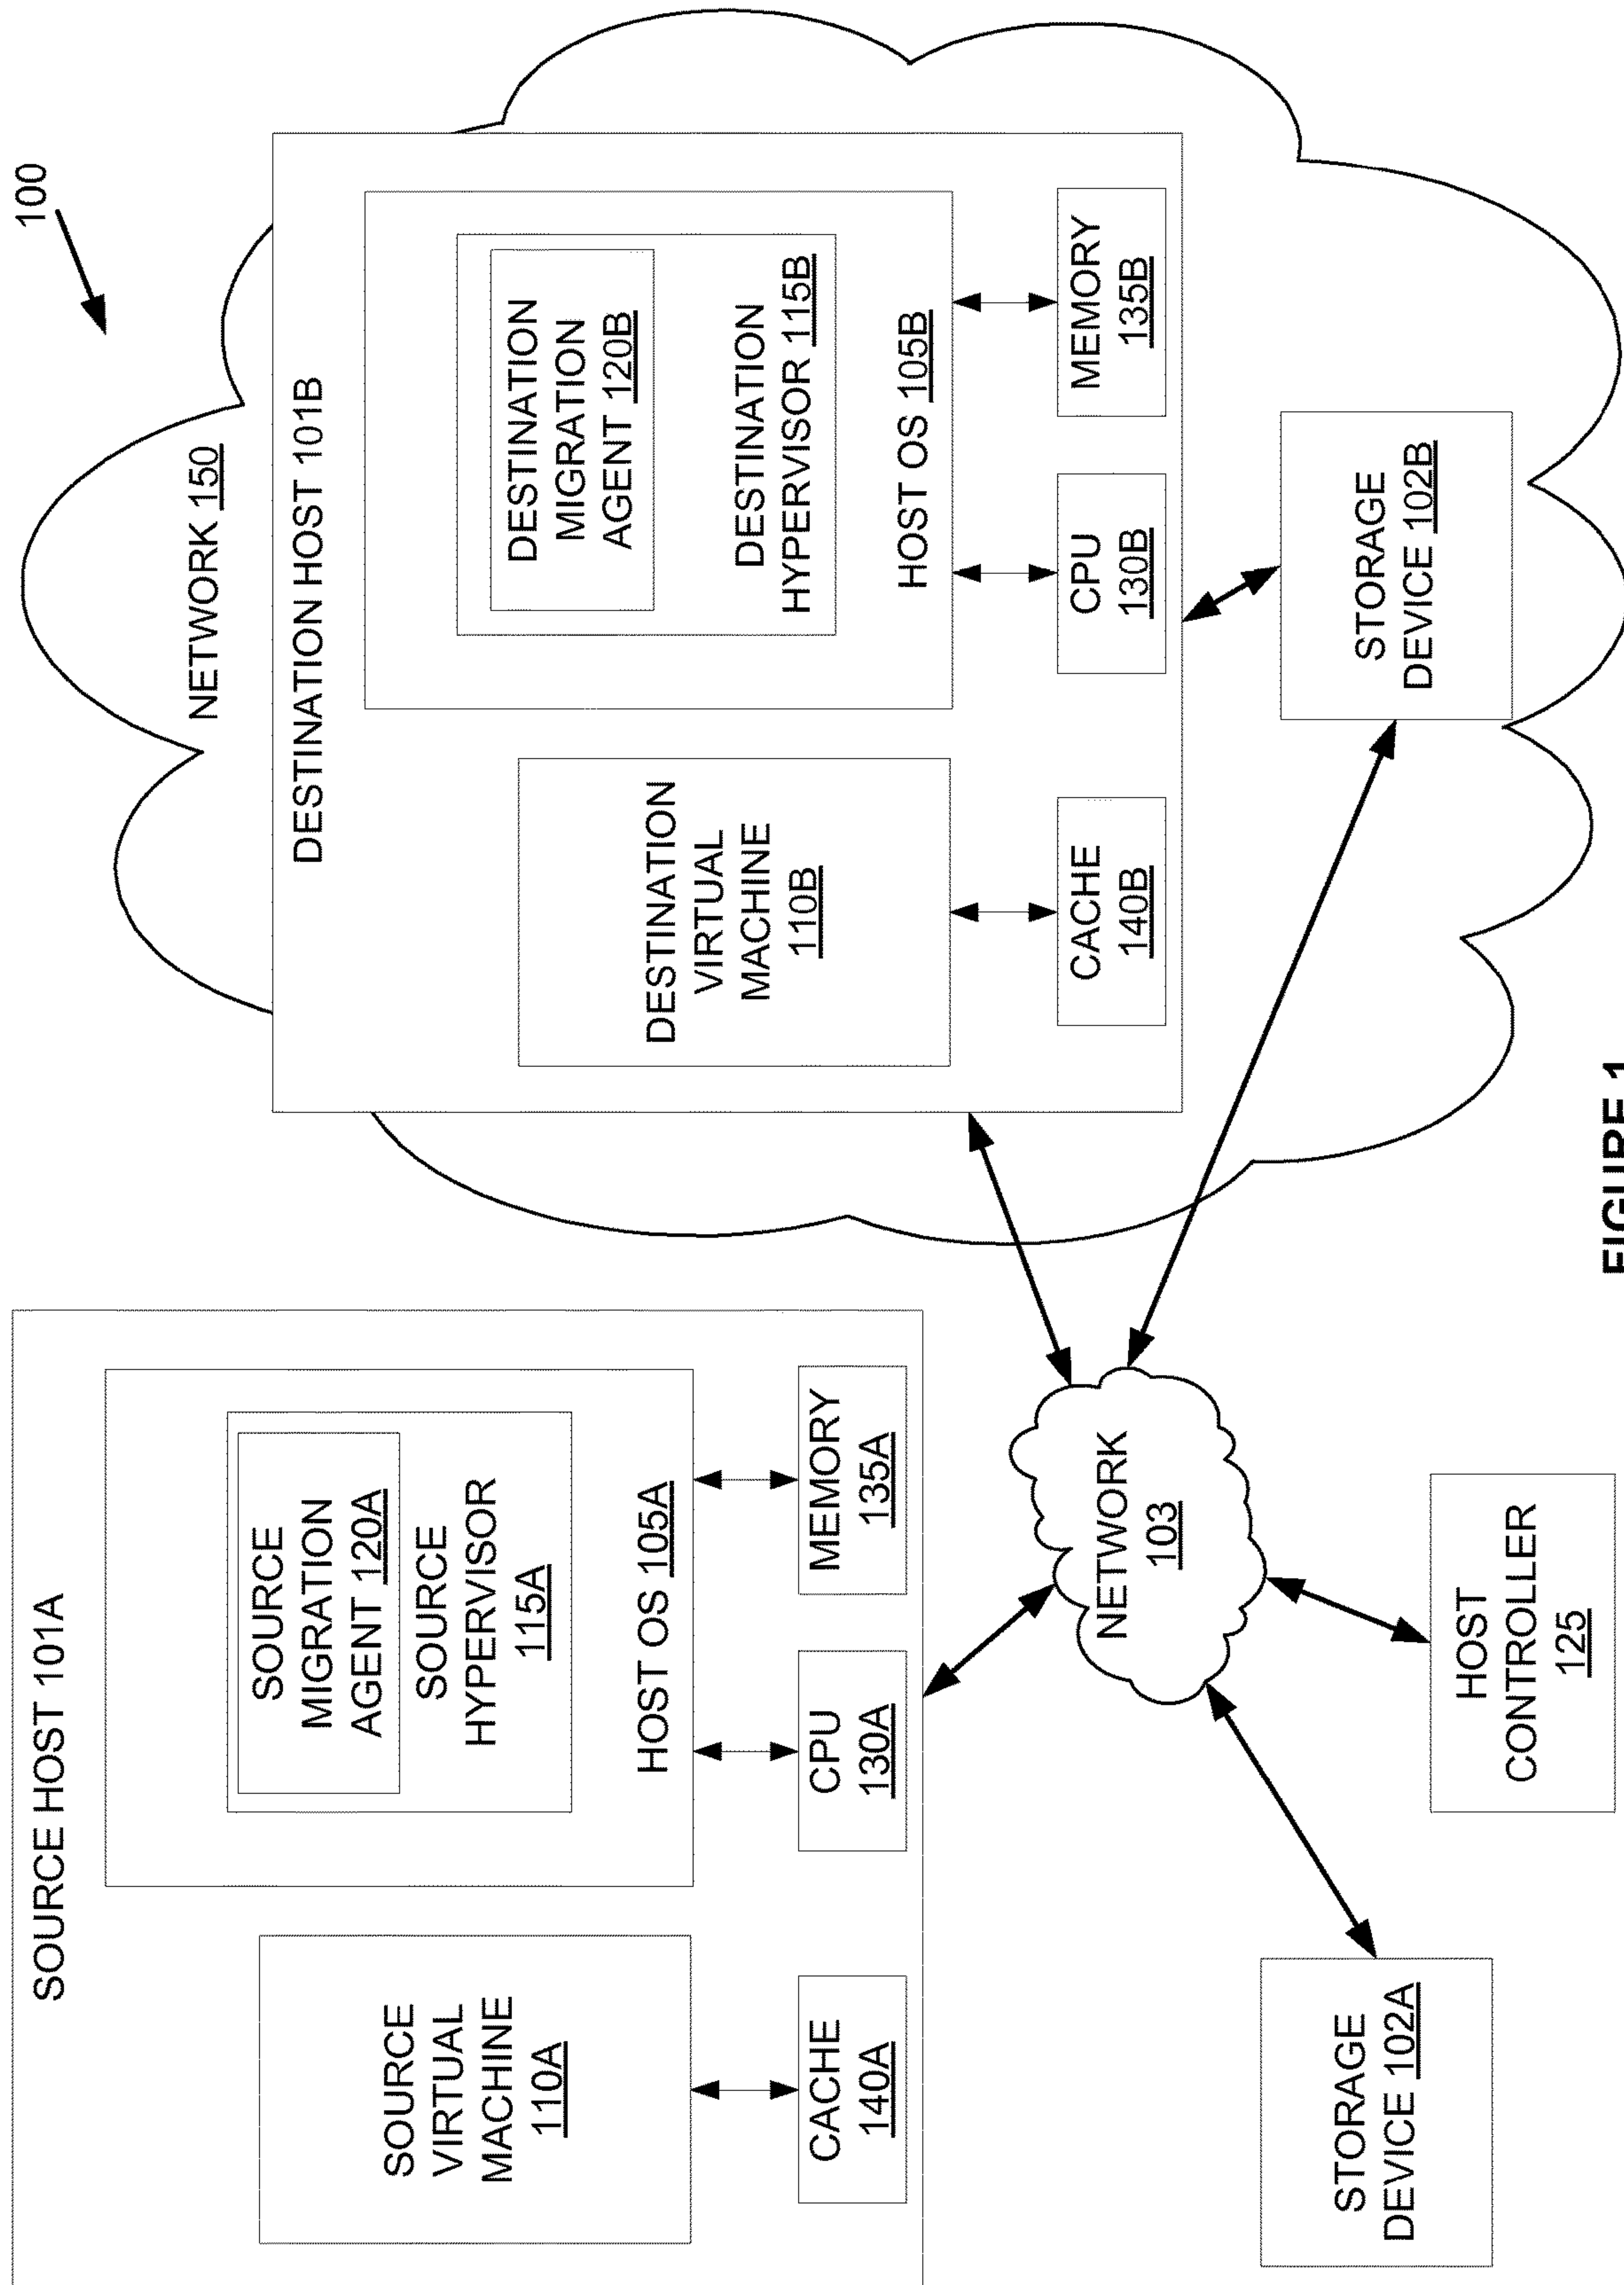 100
SOURCE HOST 101A
SOURCE
MIGRATION
AGENT 120A
SOURCE
HYPERVISOR
115A
HOST OS 105A
SOURCE
VIRTUAL
MACHINE
110A
CACHE
140A
CPU
130A
MEMORY
135A
NETWORK 150
DESTINATION HOST 101B
DESTINATION
MIGRATION
AGENT 120B
DESTINATION
HYPERVISOR 115B
HOST OS 105B
DESTINATION
VIRTUAL
MACHINE
110B
CACHE
140B
CPU
130B
MEMORY
135B
NETWORK
103
STORAGE
DEVICE 102A
HOST
CONTROLLER
125
STORAGE
DEVICE 102B
FIGURE 1